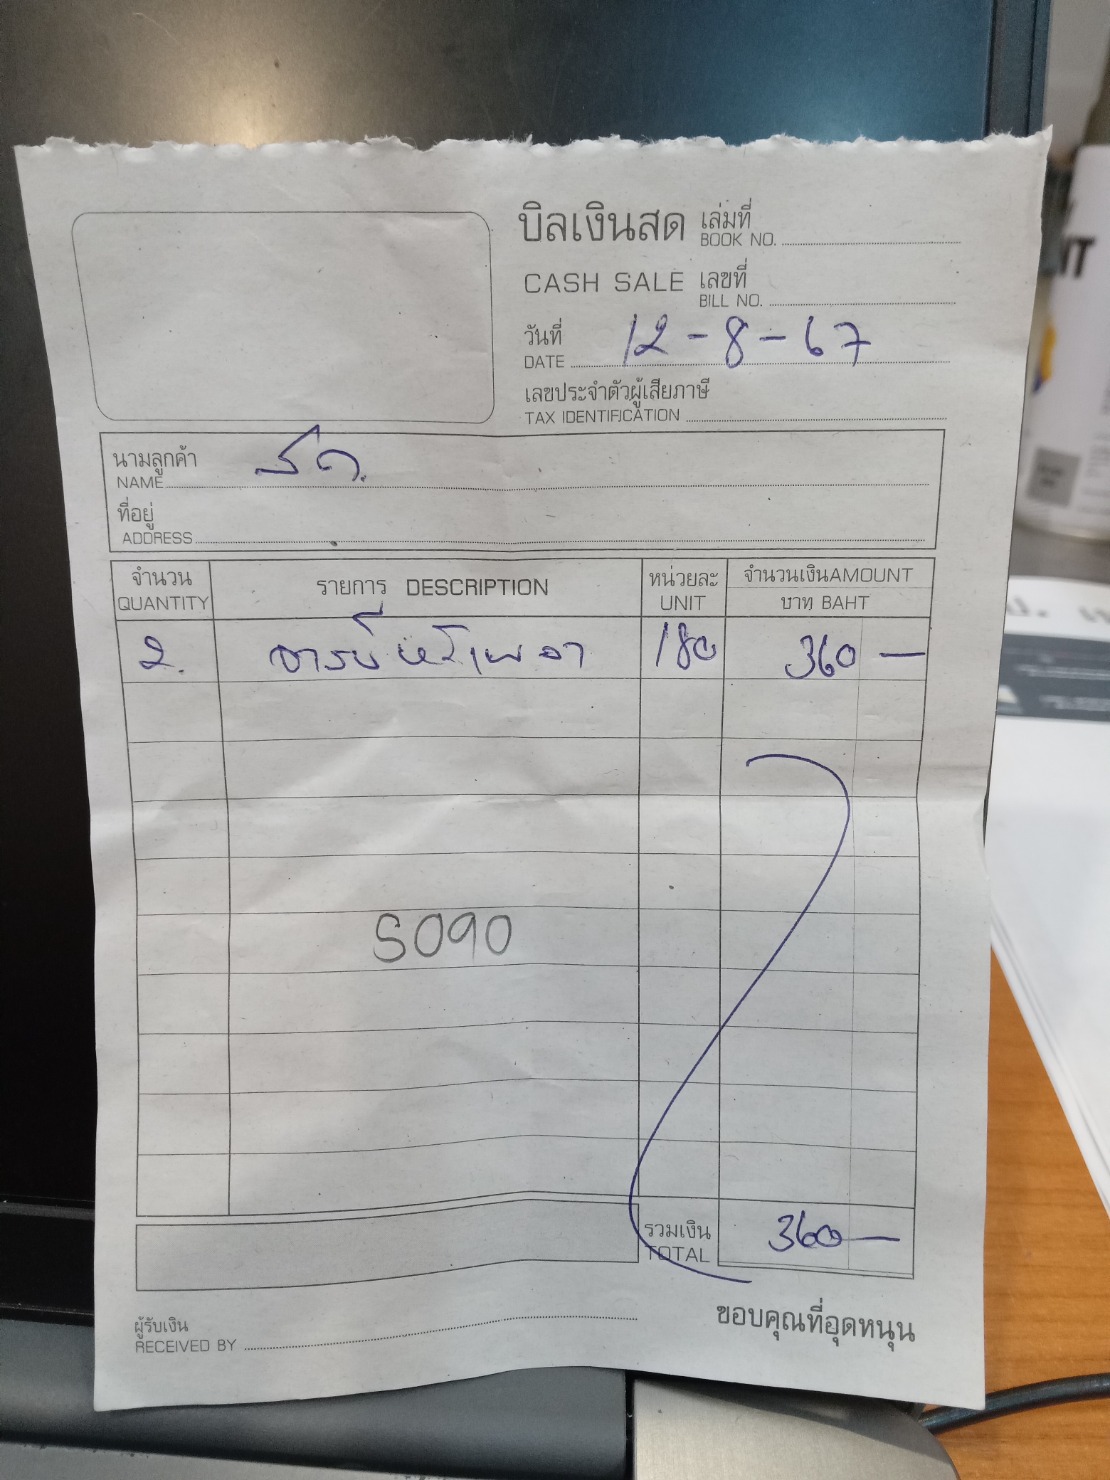 บิลเงินสด เล่มที่
BOOK NO.
CASH SALE เลขที่
BILL NO.
วันที่ 12-8-67
DATE
เลขประจำตัวผู้เสียภาษี
TAX IDENTIFICATION
นามลูกค้า
NAME
ที่อยู่
ADDRESS
จำนวน รายการ DESCRIPTION หน่วยละ จำนวนเงินAMOUNT
QUANTITY UNIT บาท BAHT
2. จารบี 180 360 —
S090
รวมเงิน 360 —
TOTAL
ผู้รับเงิน ขอบคุณที่อุดหนุน
RECEIVED BY